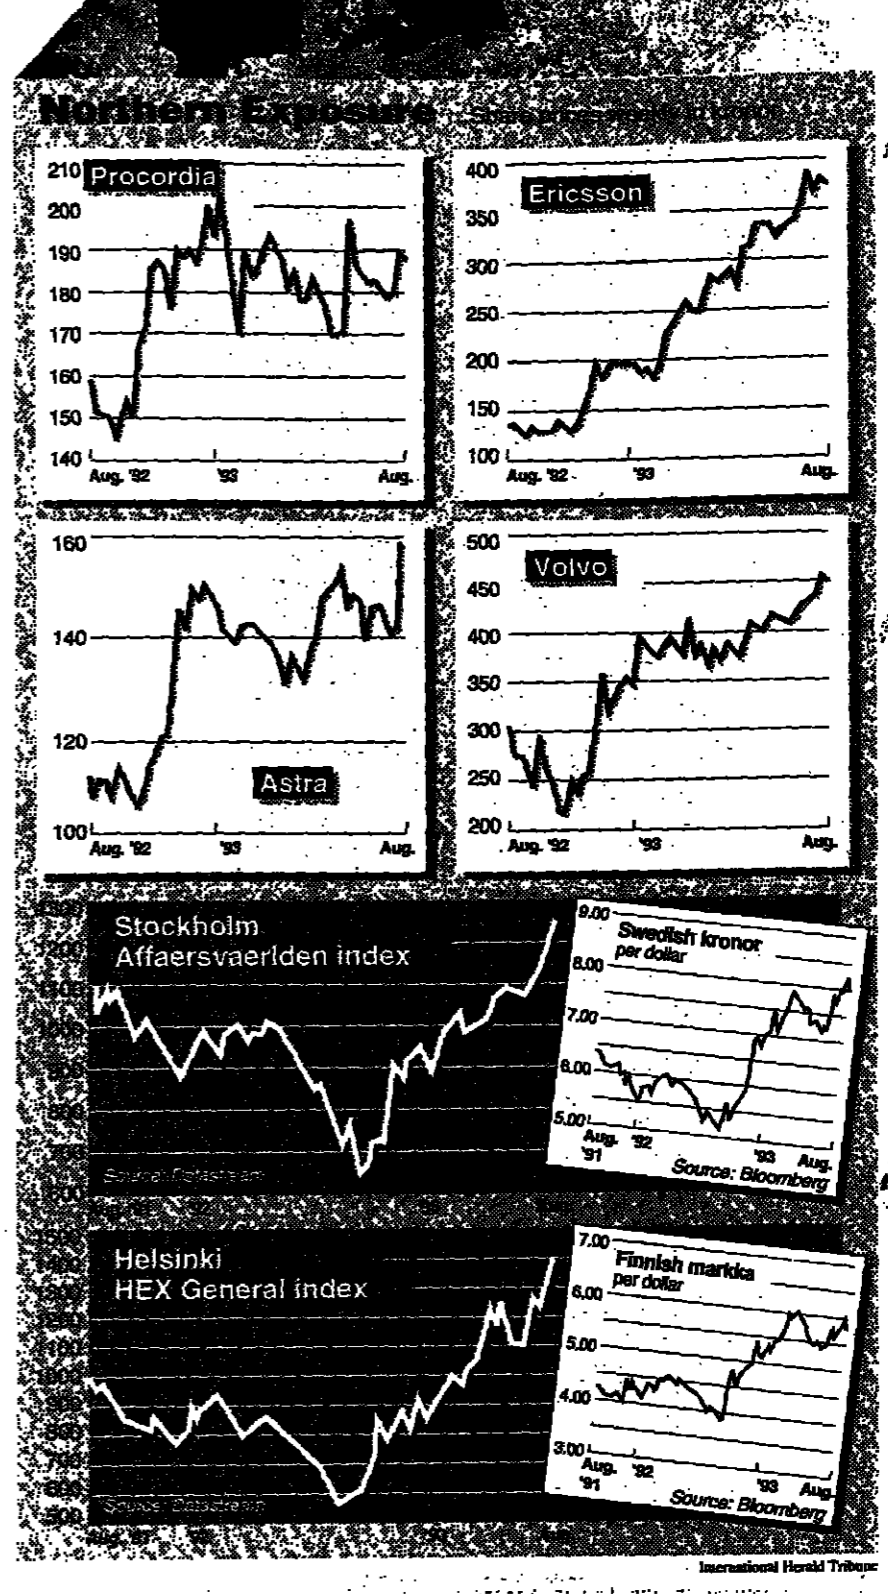 Northern Exposure
210
Procordia
200
190
180
170
160
150
140
Aug. '92 '93 Aug.
400
Ericsson
350
300
250
200
150
100
Aug. '92 '93 Aug.
160
140
120
Astra
100
Aug. '92 '93 Aug.
500
Volvo
450
400
350
300
250
200
Aug. '92 '93 Aug.
Stockholm
Affaersvaerlden index
9.00
Swedish kronor
per dollar
8.00
7.00
6.00
5.00
Aug. '92 '93 Aug.
'91
Source: Bloomberg
Helsinki
HEX General index
7.00
Finnish markka
per dollar
6.00
5.00
4.00
3.00
Aug. '92 '93 Aug.
'91
Source: Bloomberg
International Herald Tribune